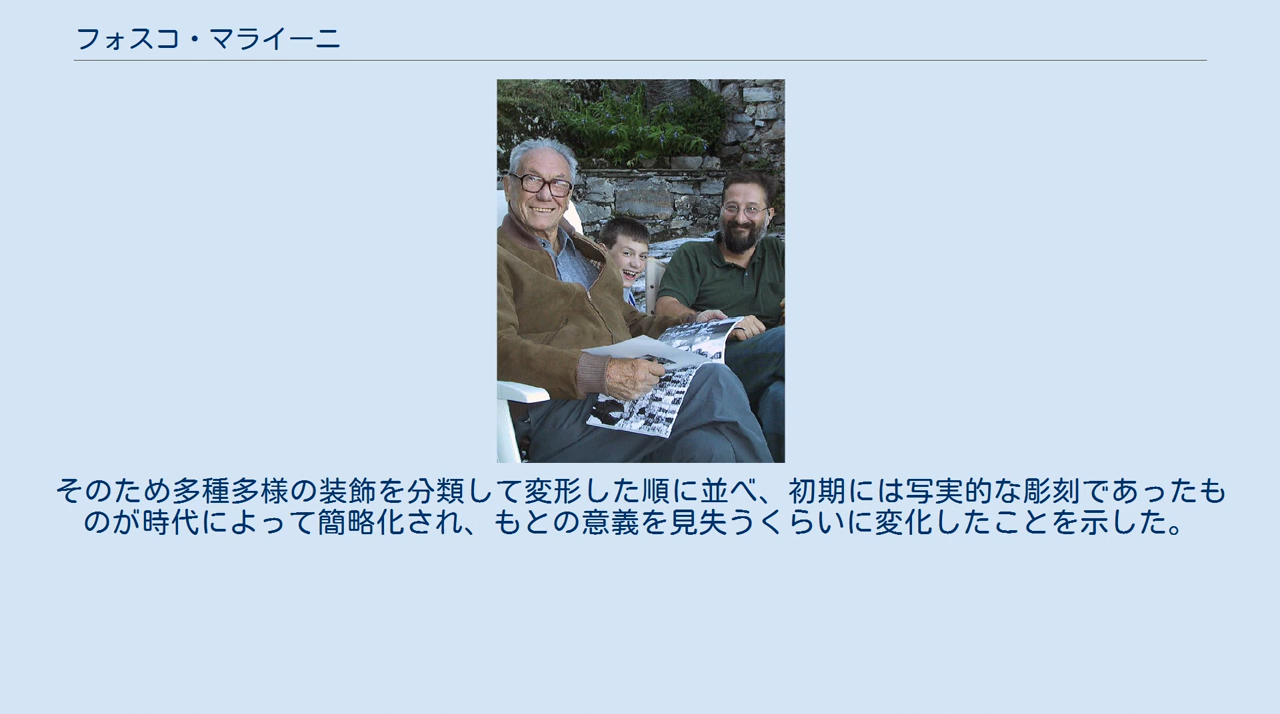 フォスコ・マライーニ
そのため多種多様の装飾を分類して変形した順に並べ、初期には写実的な彫刻であったも
のが時代によって簡略化され、もとの意義を見失うくらいに変化したことを示した。